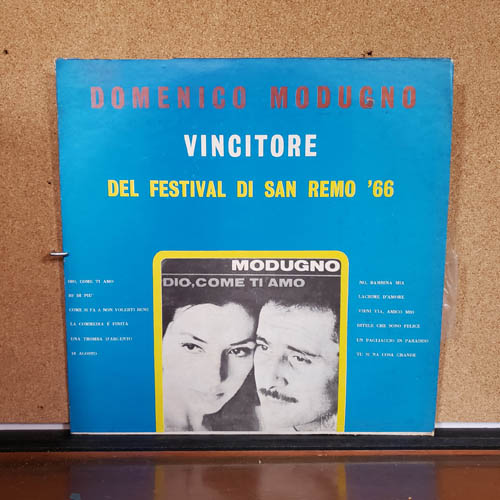 DOMENICO MODUGNO
VINCITORE
DEL FESTIVAL DI SAN REMO '66
MODUGNO
DIO, COME TI AMO
DIO, COME TI AMO
DI PIU'
COME SI FA A NON VOLERTI BENE
LA COMMEDIA È FINITA
UNA TROMBA D'ARGENTO
DI AGOSTO
NO, BAMBINA MIA
LACRIME D'AMORE
VIENI VIA, AMICO MIO
DITELE CHE SONO FELICE
UN PAGLIACCIO IN PARADISO
TU SI NA COSA GRANDE